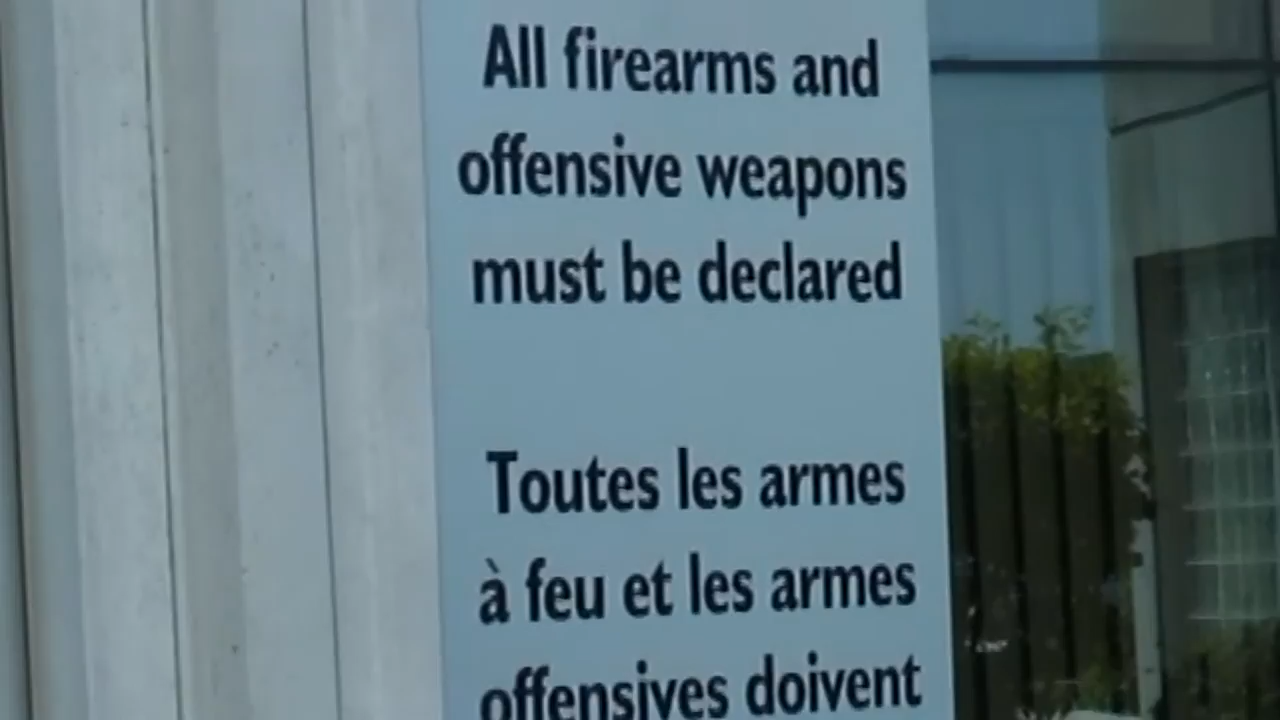 All firearms and
offensive weapons
must be declared
Toutes les armes
à feu et les armes
offensives doivent